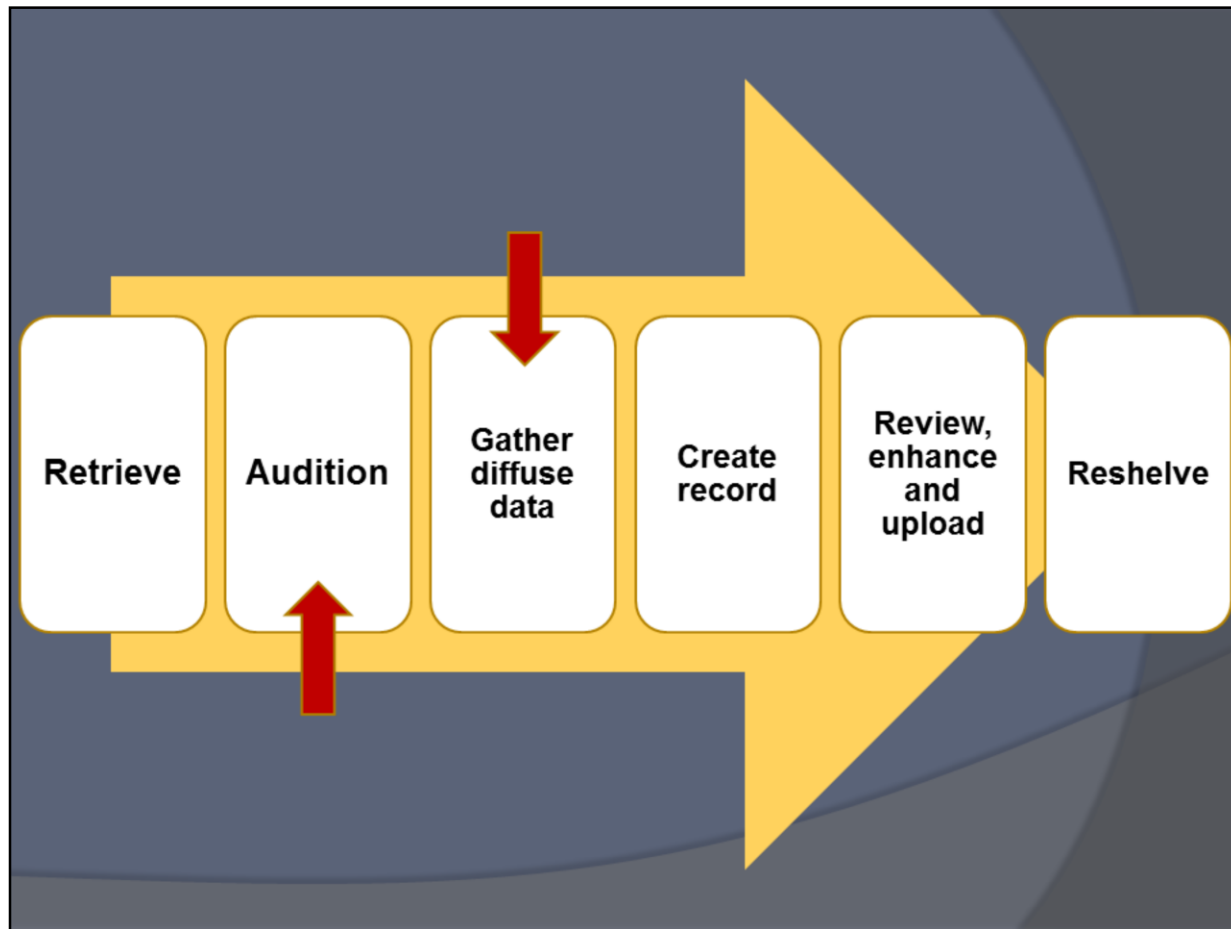 Retrieve
Audition
Gather
diffuse
data
Create
record
Review,
enhance
and
upload
Reshelve